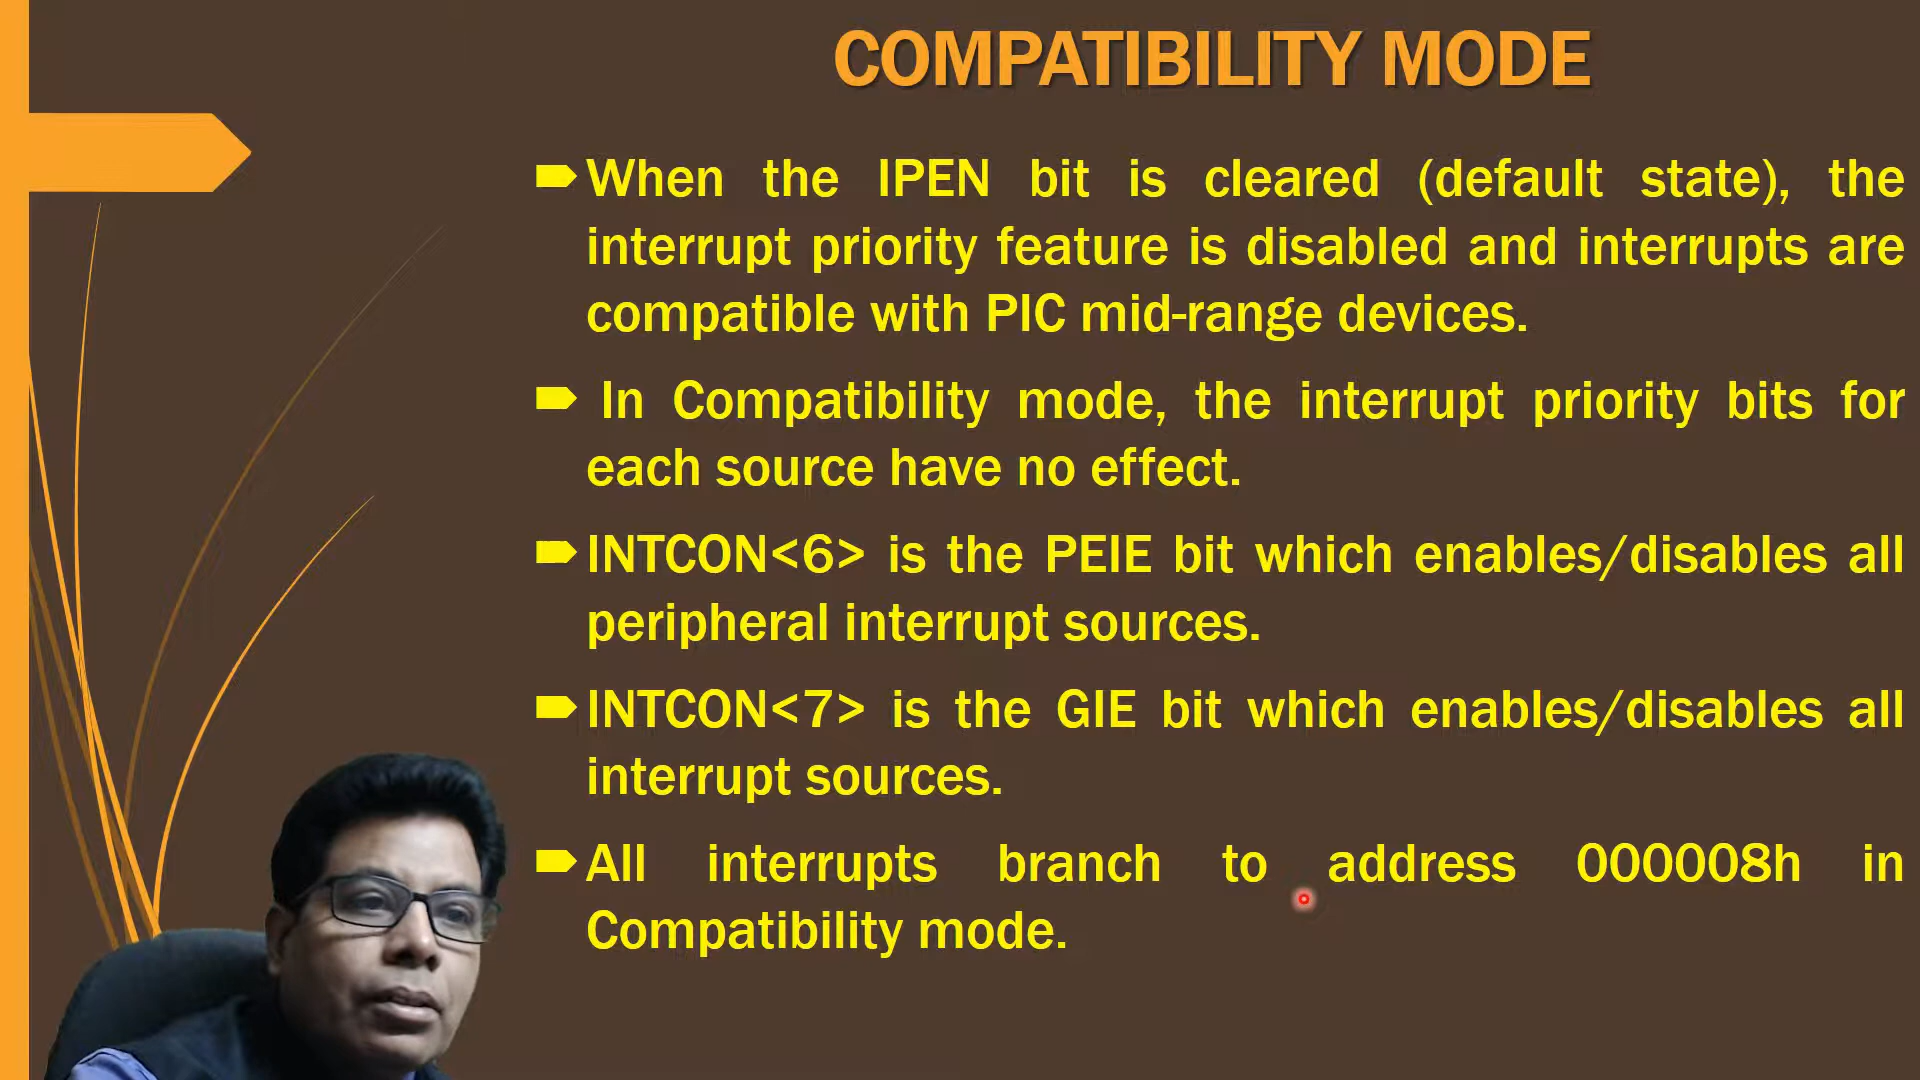 COMPATIBILITY MODE
When the IPEN bit is cleared (default state), the
interrupt priority feature is disabled and interrupts are
compatible with PIC mid-range devices.
In Compatibility mode, the interrupt priority bits for
each source have no effect.
INTCON<6> is the PEIE bit which enables/disables all
peripheral interrupt sources.
INTCON<7> is the GIE bit which enables/disables all
interrupt sources.
All interrupts branch to address 000008h in
Compatibility mode.